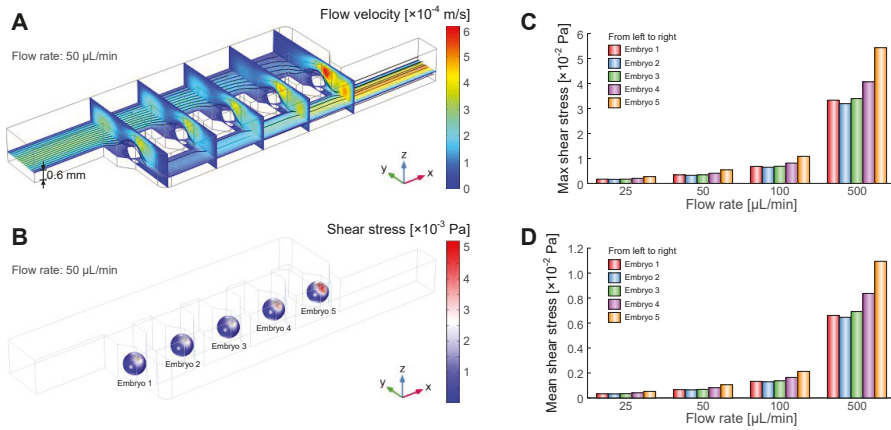 A
Flow velocity [×10⁻⁴ m/s]
Flow rate: 50 µL/min
6
5
4
3
2
1
0
0.6 mm
z
y
x
B
Shear stress [×10⁻³ Pa]
Flow rate: 50 µL/min
5
4
3
2
1
Embryo 1
Embryo 2
Embryo 3
Embryo 4
Embryo 5
z
y
x
C
Max shear stress [×10⁻² Pa]
6
5
4
3
2
1
0
From left to right
Embryo 1
Embryo 2
Embryo 3
Embryo 4
Embryo 5
25 50 100 500
Flow rate [µL/min]
D
Mean shear stress [×10⁻² Pa]
1.2
1.0
0.8
0.6
0.4
0.2
0
From left to right
Embryo 1
Embryo 2
Embryo 3
Embryo 4
Embryo 5
25 50 100 500
Flow rate [µL/min]